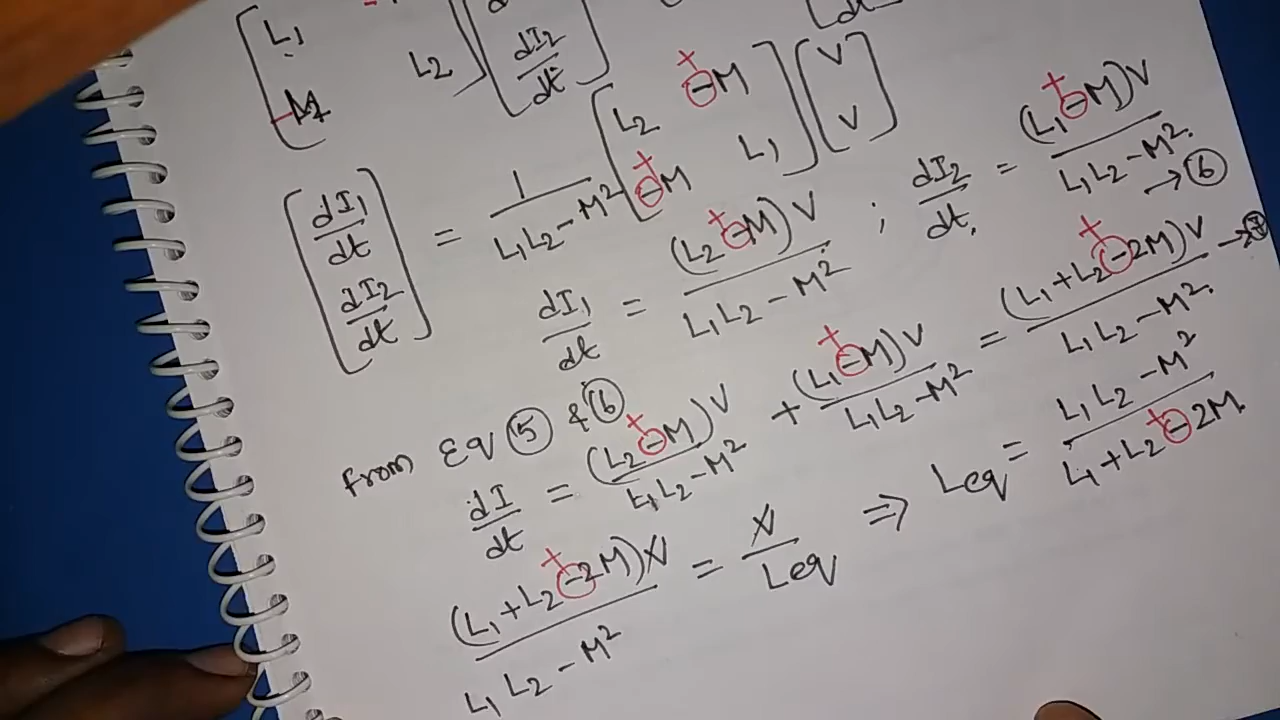 [ L₁ −
−M L₂ ] [ d
dI₂/dt ] [ dt
[ dI₁/dt
dI₂/dt ] = 1/(L₁L₂ − M²) [ L₂ +⊖M
+⊖M L₁ ] [ V
V ]
dI₁/dt = (L₂ +⊖M)V/(L₁L₂ − M²) ; dI₂/dt = (L₁ +⊖M)V/(L₁L₂ − M²) → ⑥
from Eq ⑤ & ⑥
dI/dt = (L₂ +⊖M)V/(L₁L₂ − M²) + (L₁ +⊖M)V/(L₁L₂ − M²) = (L₁ + L₂ +⊖2M)V/(L₁L₂ − M²) →
(L₁ + L₂ +⊖2M)V/(L₁L₂ − M²) = V/Leq ⇒ Leq = (L₁L₂ − M²)/(L₁ + L₂ +⊖2M)